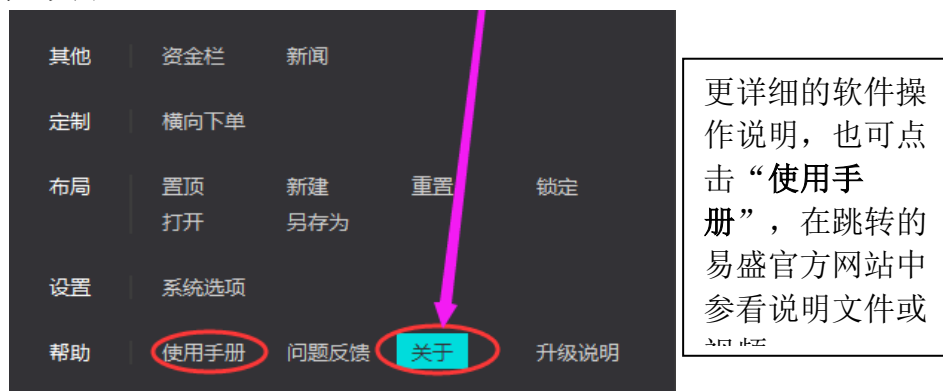 其他 资金栏 新闻
定制 横向下单
布局 置顶 新建 重置 锁定
打开 另存为
设置 系统选项
帮助 使用手册 问题反馈 关于 升级说明
更详细的软件操
作说明，也可点
击“使用手
册”，在跳转的
易盛官方网站中
参看说明文件或